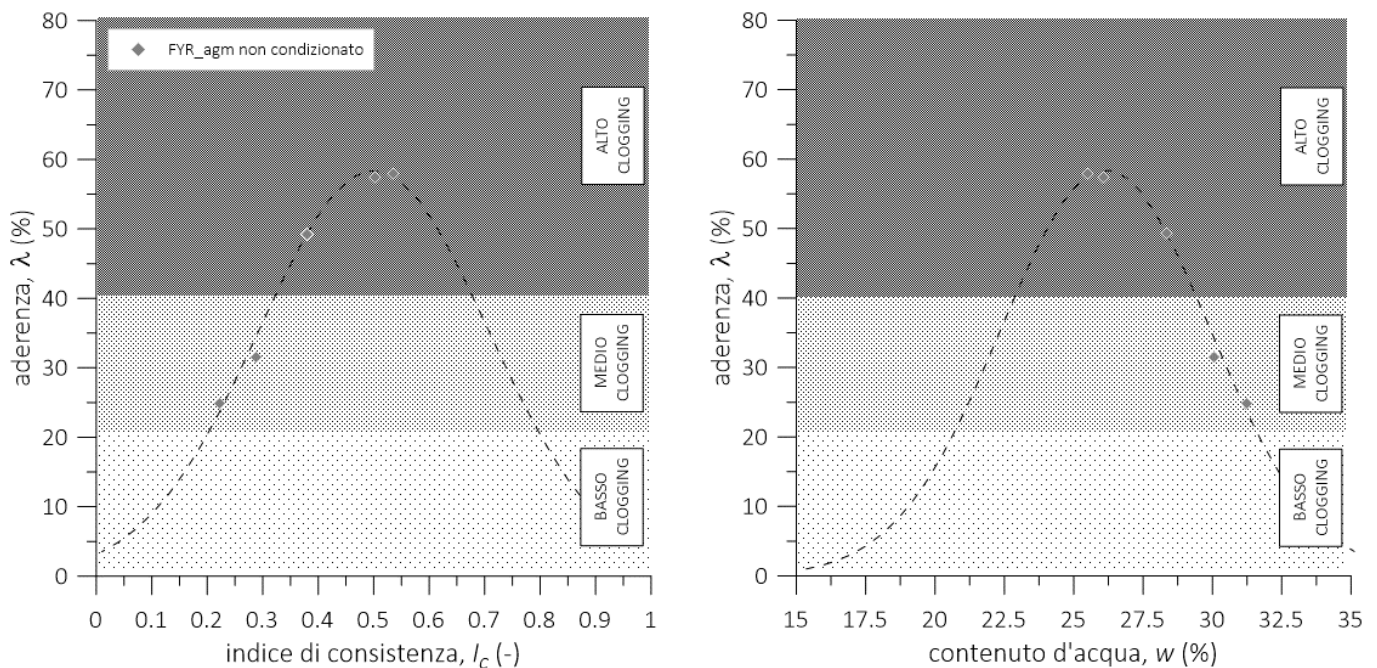 80
70
60
50
40
30
20
10
0
aderenza, λ (%)
FYR_agm non condizionato
ALTO
CLOGGING
MEDIO
CLOGGING
BASSO
CLOGGING
0 0.1 0.2 0.3 0.4 0.5 0.6 0.7 0.8 0.9 1
indice di consistenza, Ic (-)
80
70
60
50
40
30
20
10
0
aderenza, λ (%)
ALTO
CLOGGING
MEDIO
CLOGGING
BASSO
CLOGGING
15 17.5 20 22.5 25 27.5 30 32.5 35
contenuto d'acqua, w (%)